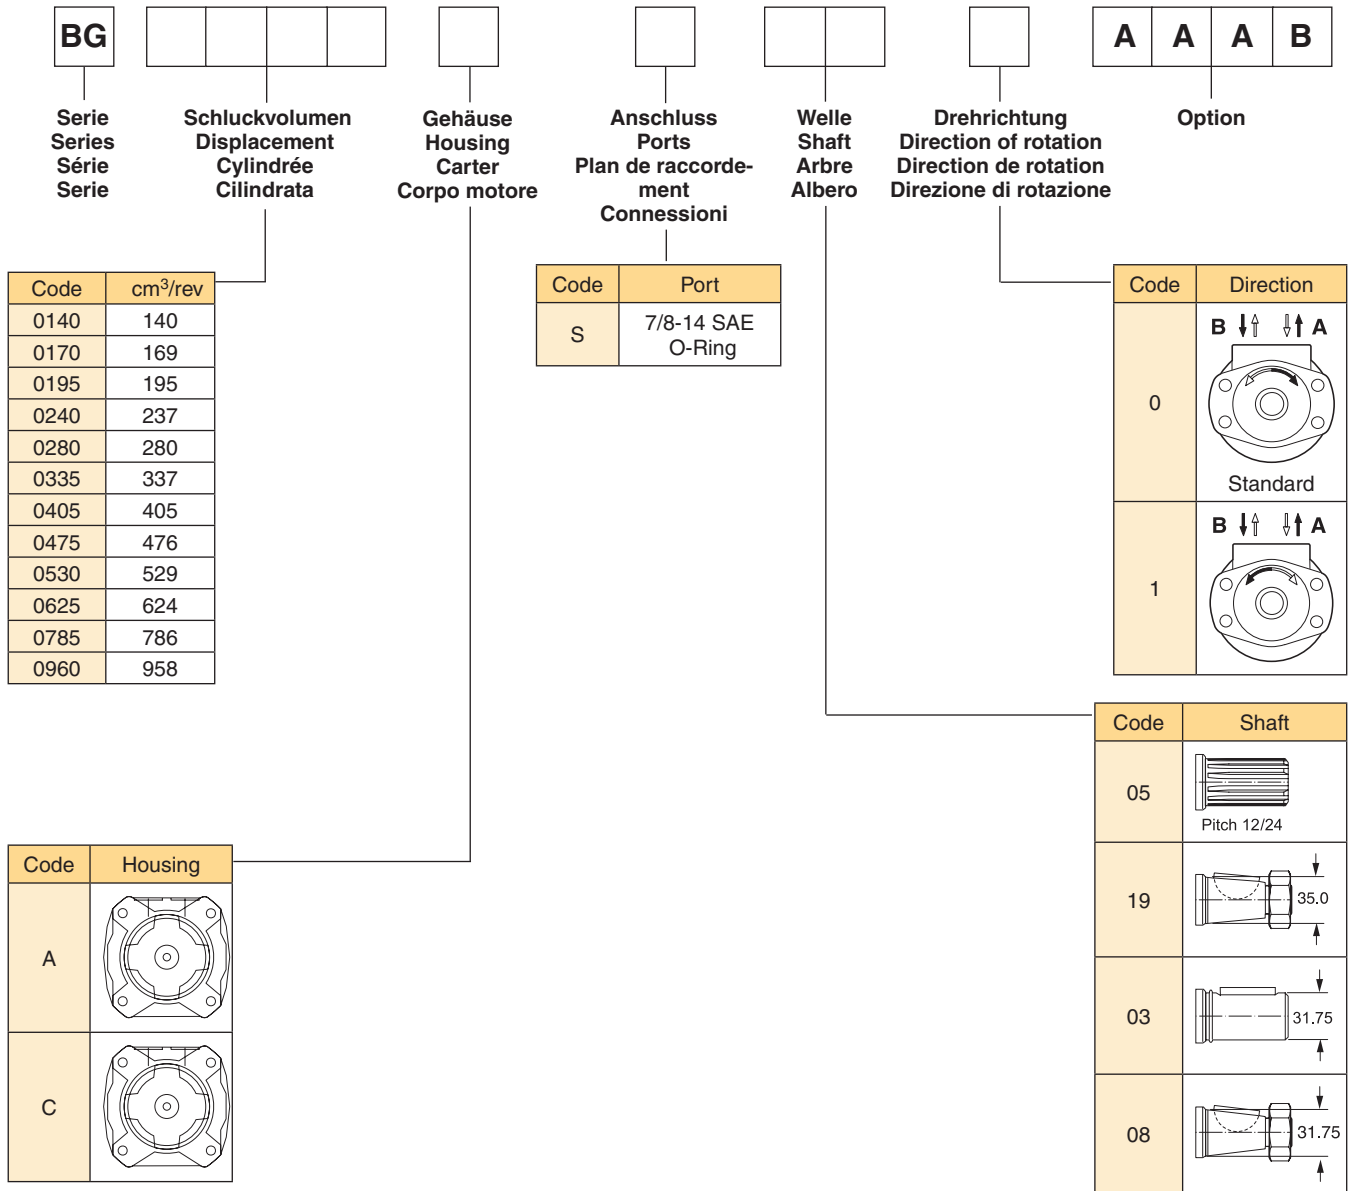 BG
A A A B
Serie
Series
Série
Serie
Schluckvolumen
Displacement
Cylindrée
Cilindrata
Gehäuse
Housing
Carter
Corpo motore
Anschluss
Ports
Plan de raccorde-
ment
Connessioni
Welle
Shaft
Arbre
Albero
Drehrichtung
Direction of rotation
Direction de rotation
Direzione di rotazione
Option
Code cm³/rev
0140 140
0170 169
0195 195
0240 237
0280 280
0335 337
0405 405
0475 476
0530 529
0625 624
0785 786
0960 958
Code Port
S 7/8-14 SAE
O-Ring
Code Direction
B A
0
Standard
B A
1
Code Shaft
05
Pitch 12/24
19 35.0
03 31.75
08 31.75
Code Housing
A
C